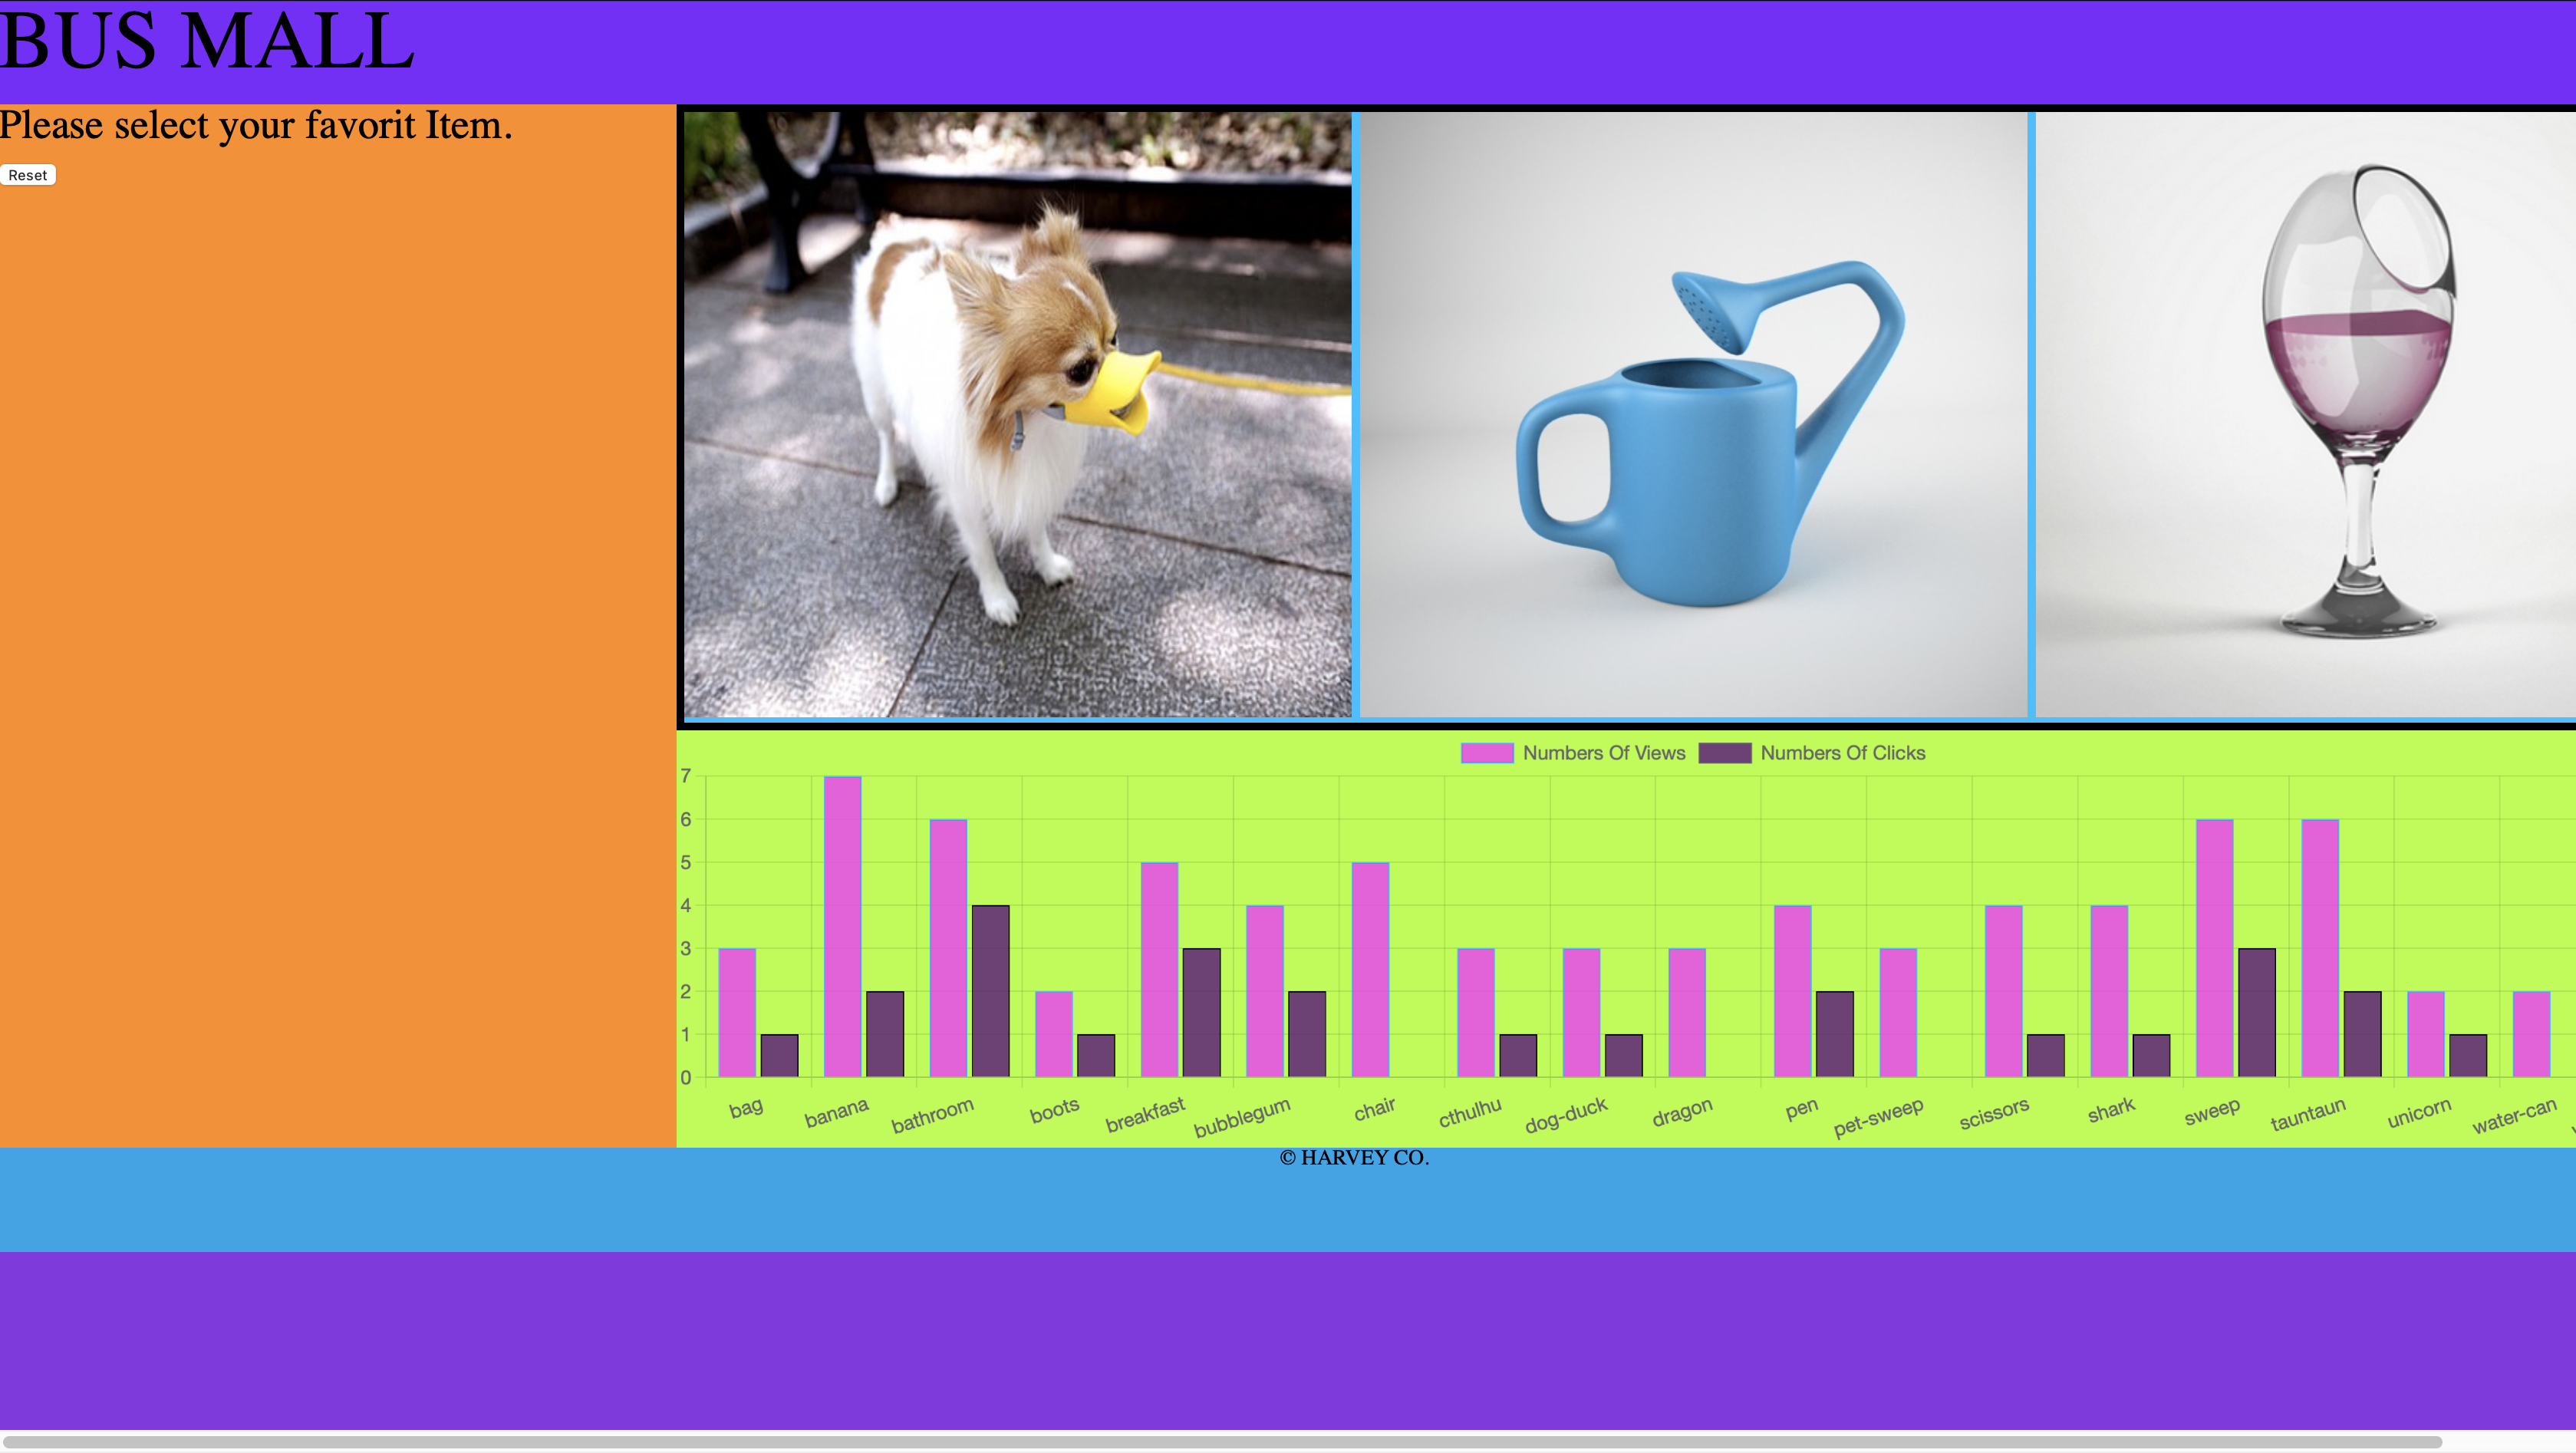 BUS MALL
Please select your favorit Item.
Reset
Numbers Of Views Numbers Of Clicks
7
6
5
4
3
2
1
0
bag banana bathroom boots breakfast bubblegum chair cthulhu dog-duck dragon pen pet-sweep scissors shark sweep tauntaun unicorn water-can
© HARVEY CO.